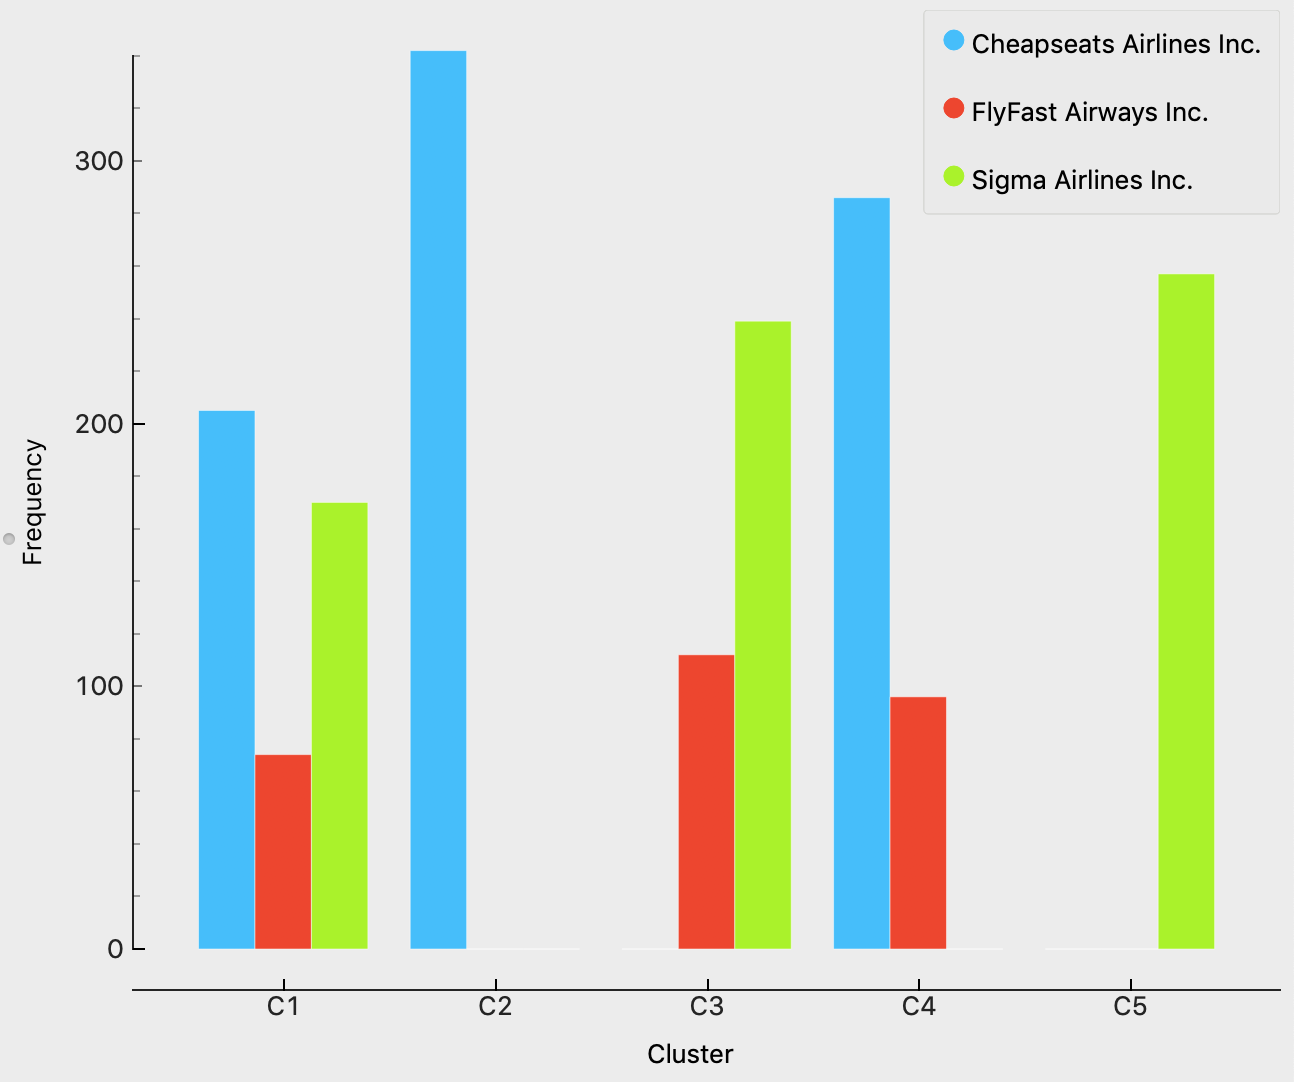 Cheapseats Airlines Inc.
FlyFast Airways Inc.
Sigma Airlines Inc.
300
200
100
0
Frequency
C1 C2 C3 C4 C5
Cluster